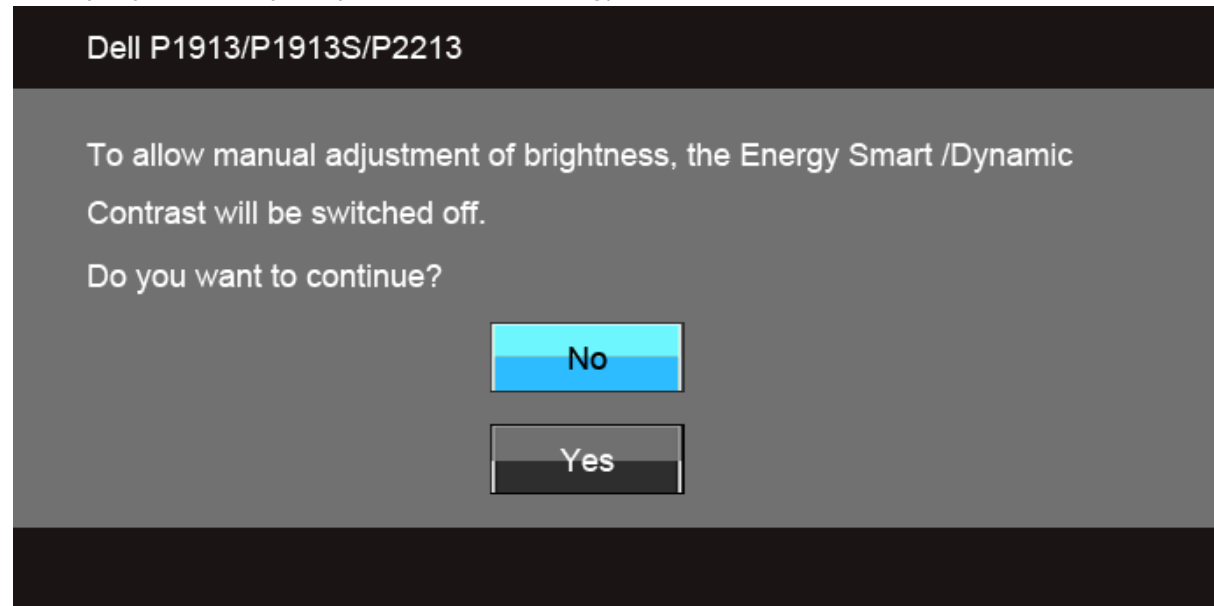 Dell P1913/P1913S/P2213
To allow manual adjustment of brightness, the Energy Smart /Dynamic
Contrast will be switched off.
Do you want to continue?
No
Yes